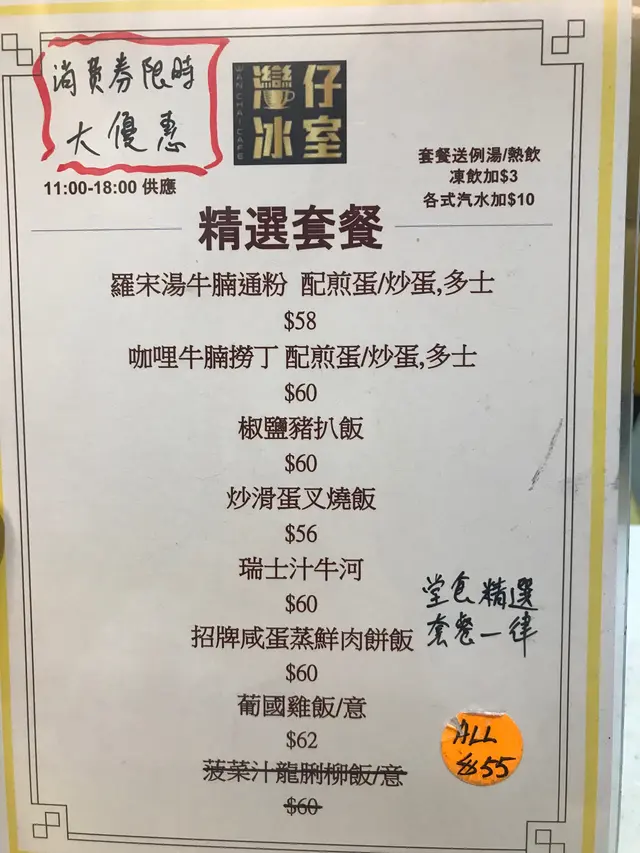 消費券限時
大優惠
WANCHAI CAFE
灣仔
冰室
11:00-18:00 供應
套餐送例湯/熱飲
凍飲加$3
各式汽水加$10
精選套餐
羅宋湯牛腩通粉 配煎蛋/炒蛋,多士
$58
咖哩牛腩撈丁 配煎蛋/炒蛋,多士
$60
椒鹽豬扒飯
$60
炒滑蛋叉燒飯
$56
瑞士汁牛河
$60
招牌咸蛋蒸鮮肉餅飯
$60
葡國雞飯/意
$62
菠菜汁龍脷柳飯/意
$60
堂食精選
套餐一律
ALL
$55